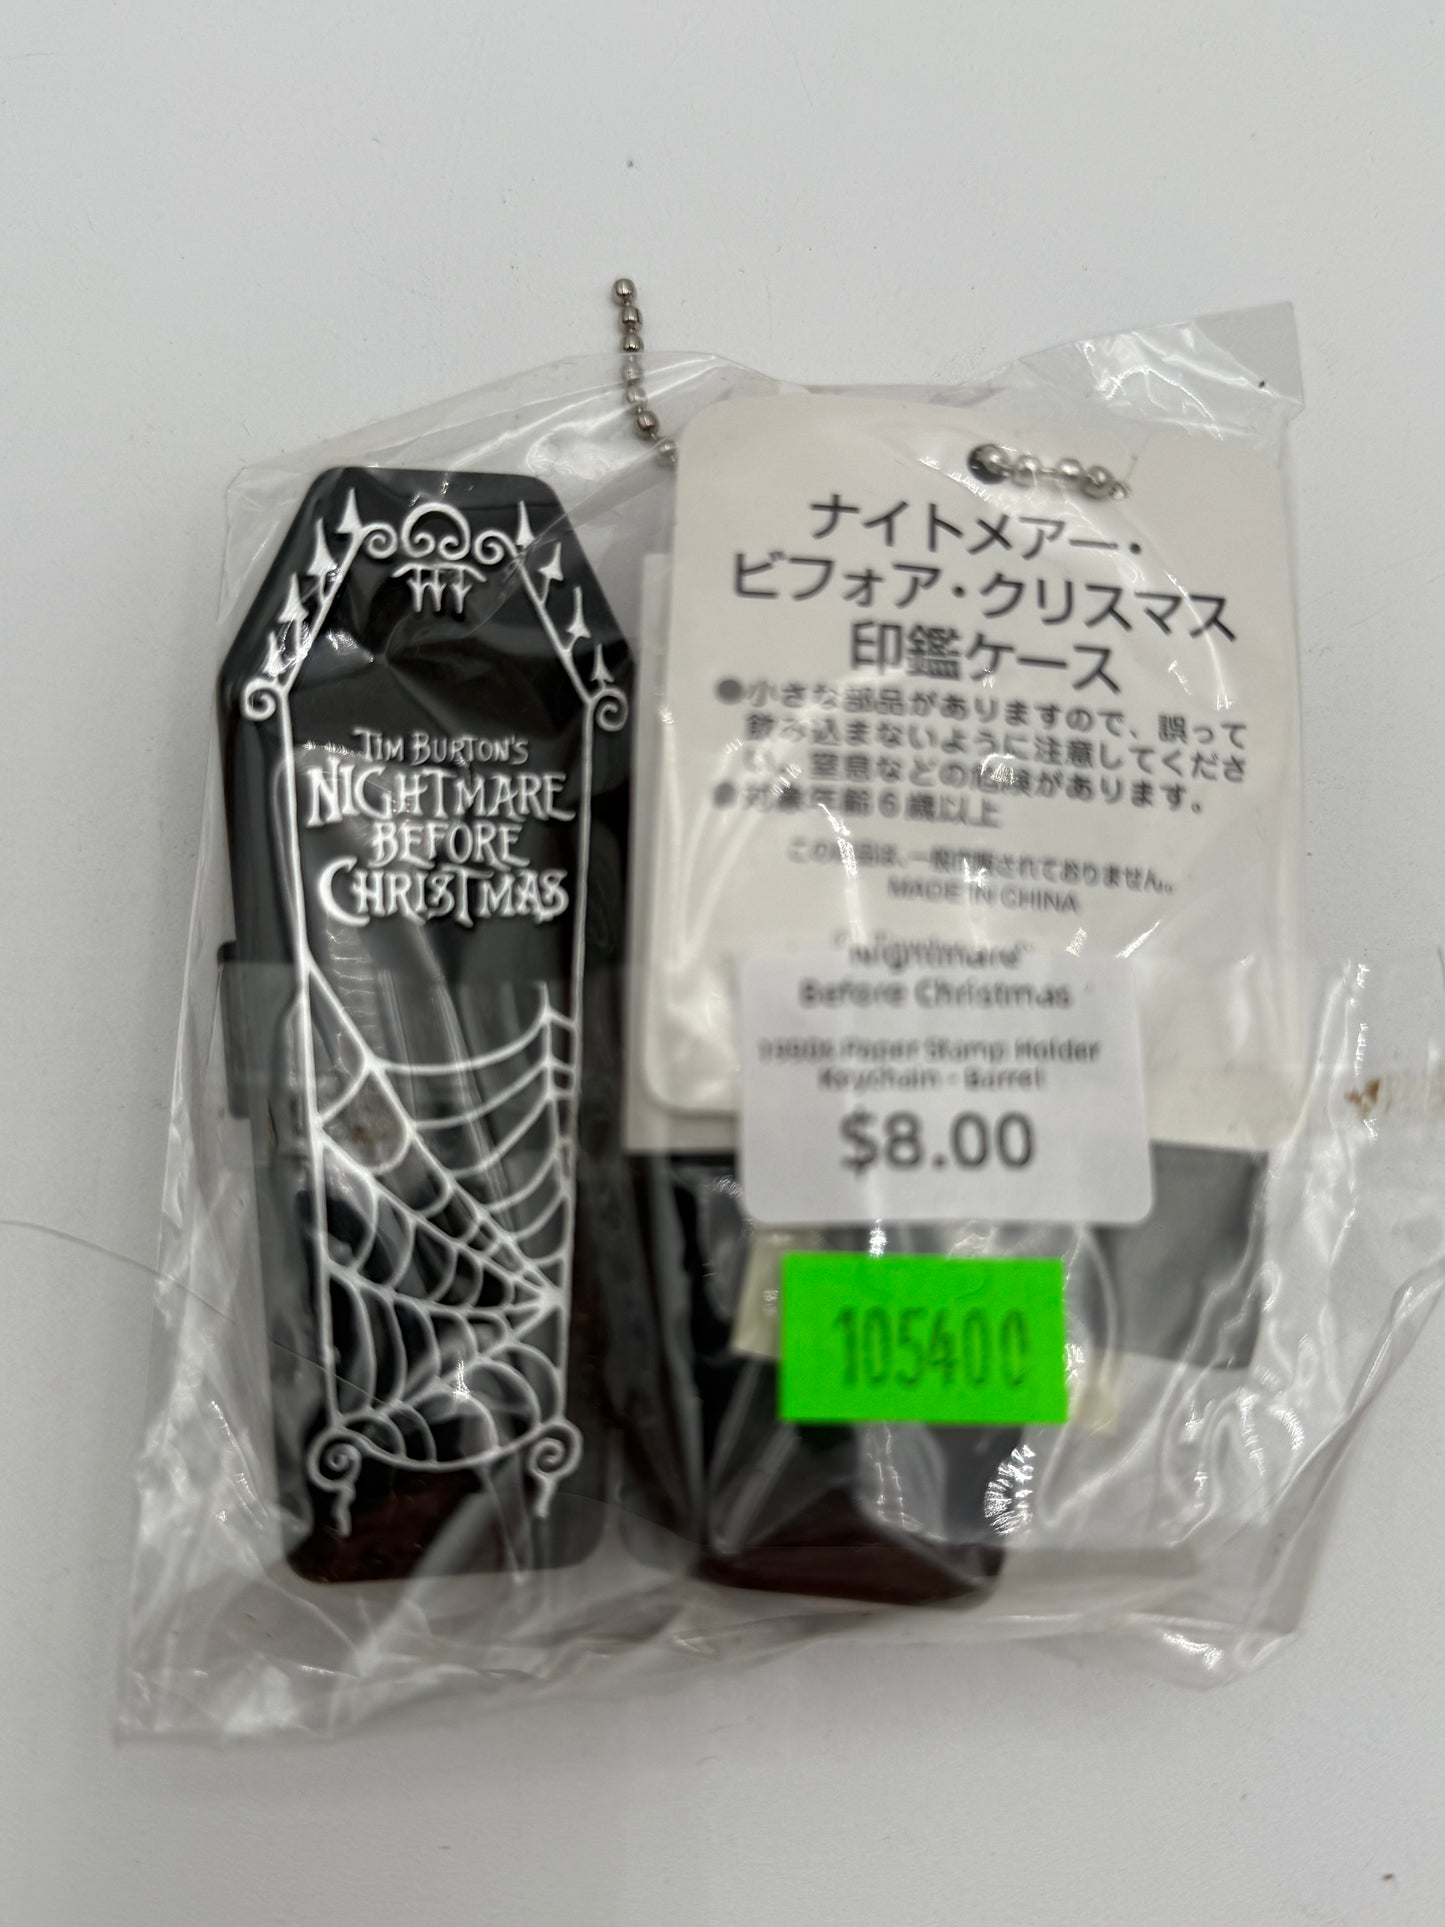 TIM BURTON'S
NIGHTMARE
BEFORE
CHRISTMAS
ナイトメアー・
ビフォア・クリスマス
印鑑ケース
●小さな部品がありますので、誤って
飲み込まないように注意してくださ
い。窒息などの危険があります。
●対象年齢6歳以上
この商品は、一般市販されておりません。
MADE IN CHINA
Nightmare
Before Christmas
Paper Stamp Holder
Keychain - Barrel
$8.00
105400